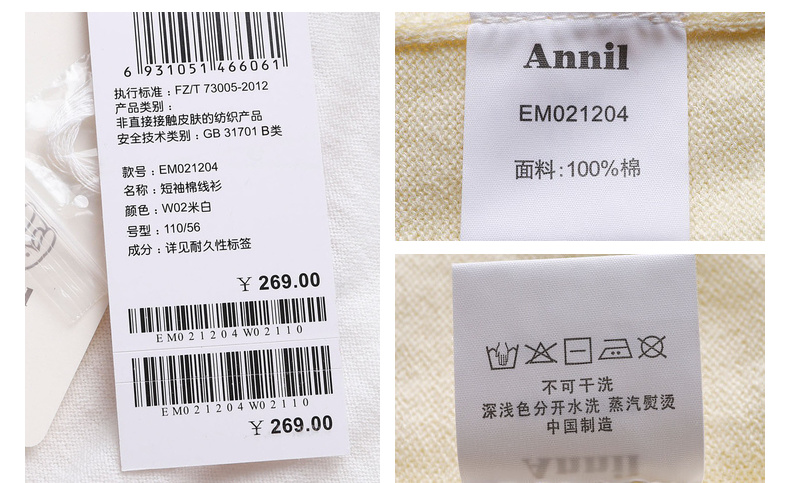 6 931051 466061
执行标准：FZ/T 73005-2012
产品类别：
非直接接触皮肤的纺织产品
安全技术类别：GB 31701 B类
款号：EM021204
名称：短袖棉线衫
颜色：W02米白
号型：110/56
成分：详见耐久性标签
￥ 269.00
EM021204W02110
EM021204W02110
￥ 269.00
Annil
EM021204
面料：100%棉
不可干洗
深浅色分开水洗 蒸汽熨烫
中国制造
Annil